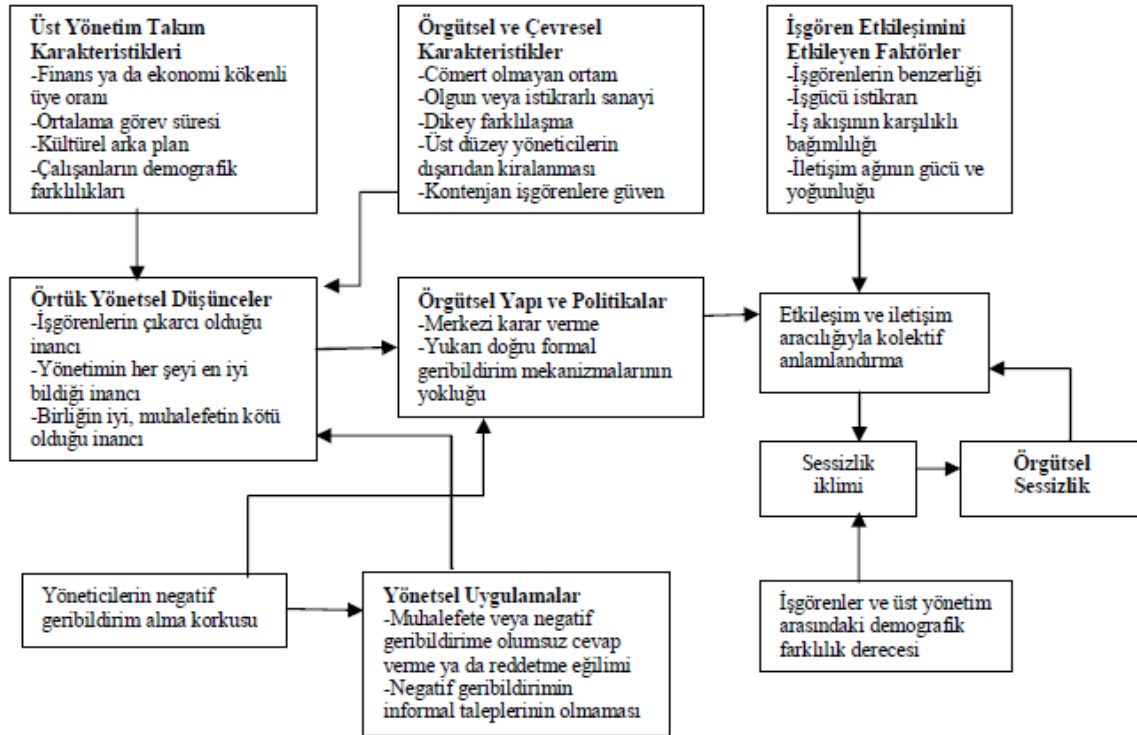 Üst Yönetim Takım
Karakteristikleri
-Finans ya da ekonomi kökenli
üye oranı
-Ortalama görev süresi
-Kültürel arka plan
-Çalışanların demografik
farklılıkları
Örgütsel ve Çevresel
Karakteristikler
-Cömert olmayan ortam
-Olgun veya istikrarlı sanayi
-Dikey farklılaşma
-Üst düzey yöneticilerin
dışarıdan kiralanması
-Kontenjan işgörenlere güven
İşgören Etkileşimini
Etkileyen Faktörler
-İşgörenlerin benzerliği
-İşgücü istikrarı
-İş akışının karşılıklı
bağımlılığı
-İletişim ağının gücü ve
yoğunluğu
Örtük Yönetsel Düşünceler
-İşgörenlerin çıkarcı olduğu
inancı
-Yönetimin her şeyi en iyi
bildiği inancı
-Birliğin iyi, muhalefetin kötü
olduğu inancı
Örgütsel Yapı ve Politikalar
-Merkezi karar verme
-Yukarı doğru formal
geribildirim mekanizmalarının
yokluğu
Etkileşim ve iletişim
aracılığıyla kolektif
anlamlandırma
Sessizlik
iklimi
Örgütsel
Sessizlik
Yöneticilerin negatif
geribildirim alma korkusu
Yönetsel Uygulamalar
-Muhalefete veya negatif
geribildirime olumsuz cevap
verme ya da reddetme eğilimi
-Negatif geribildirimin
informal taleplerinin olmaması
İşgörenler ve üst yönetim
arasındaki demografik
farklılık derecesi